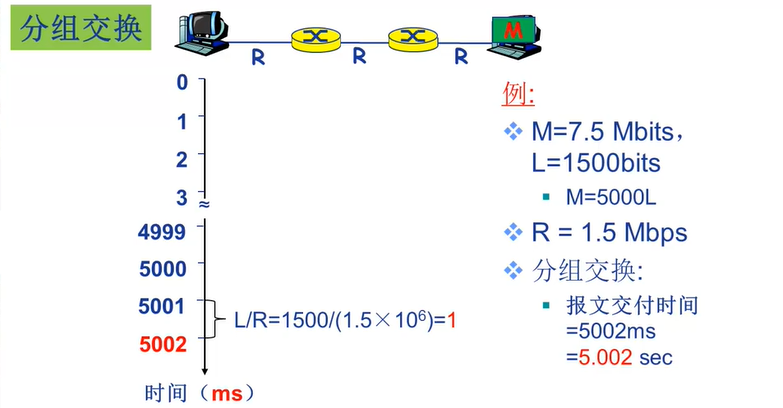 分组交换
M
R
R
R
0
1
2
3
≈
4999
5000
5001
5002
L/R=1500/(1.5×10⁶)=1
时间（ms）
例:
M=7.5 Mbits，
L=1500bits
M=5000L
R = 1.5 Mbps
分组交换:
报文交付时间
=5002ms
=5.002 sec